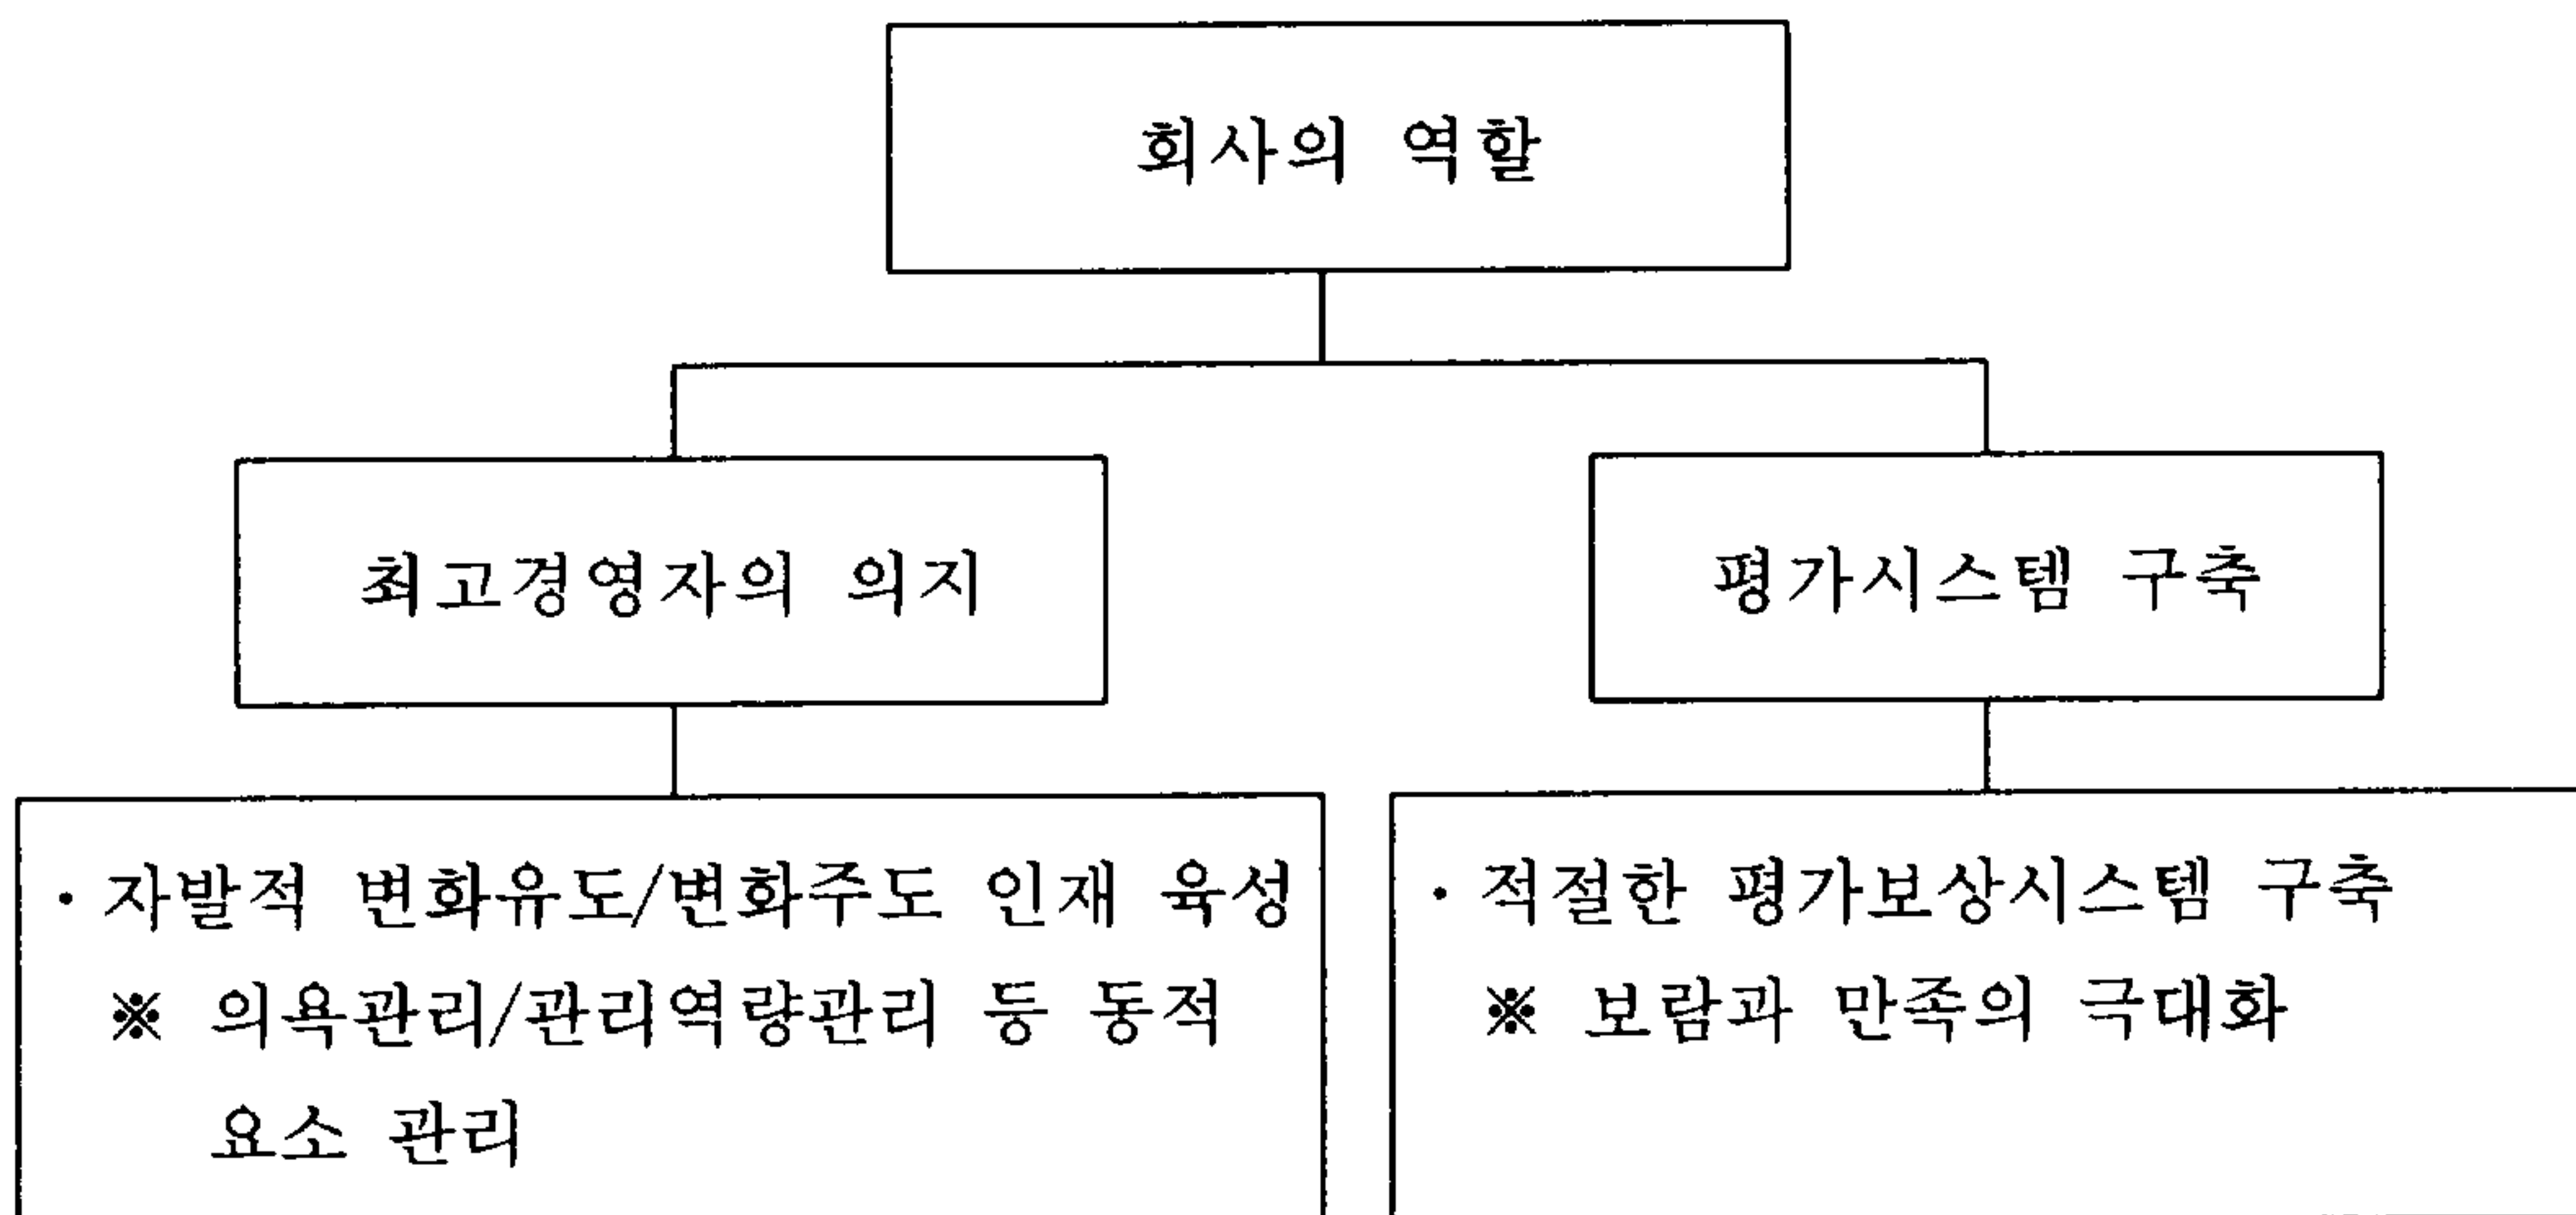 회사의 역할
최고경영자의 의지
평가시스템 구축
· 자발적 변화유도/변화주도 인재 육성
※ 의욕관리/관리역량관리 등 동적
요소 관리
· 적절한 평가보상시스템 구축
※ 보람과 만족의 극대화